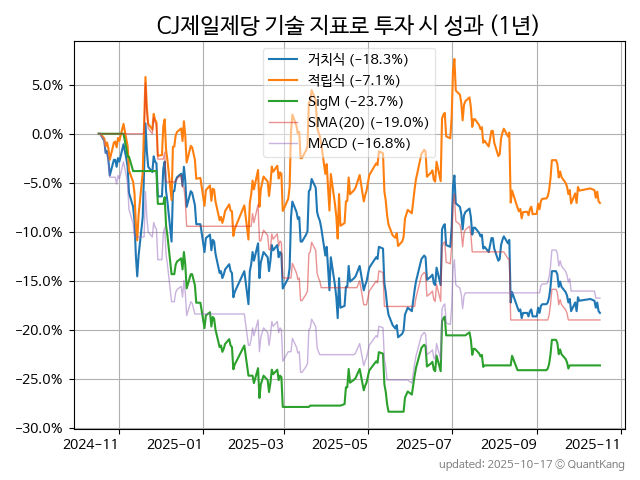 CJ제일제당 기술 지표로 투자 시 성과 (1년)
거치식 (−18.3%)
적립식 (−7.1%)
SigM (−23.7%)
SMA(20) (−19.0%)
MACD (−16.8%)
5.0%
0.0%
−5.0%
−10.0%
−15.0%
−20.0%
−25.0%
−30.0%
2024-11 2025-01 2025-03 2025-05 2025-07 2025-09 2025-11
updated: 2025-10-17 © QuantKang